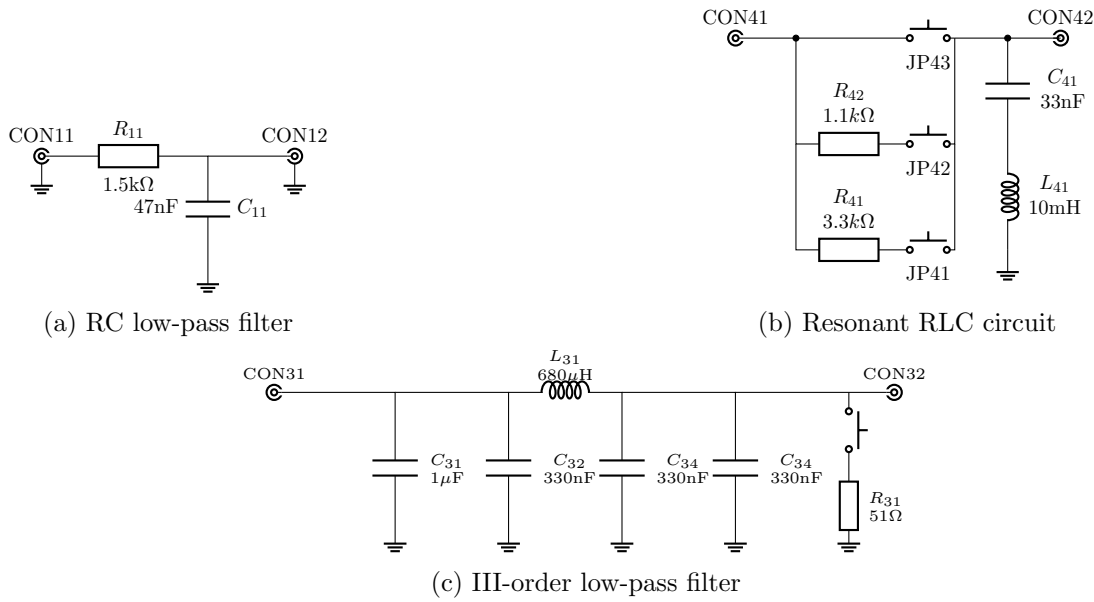 CON11
R11
CON12
1.5kΩ
47nF
C11
(a) RC low-pass filter
CON41
CON42
JP43
C41
33nF
R42
1.1kΩ
JP42
L41
10mH
R41
3.3kΩ
JP41
(b) Resonant RLC circuit
CON31
L31
680μH
CON32
C31
1μF
C32
330nF
C34
330nF
C34
330nF
R31
51Ω
(c) III-order low-pass filter